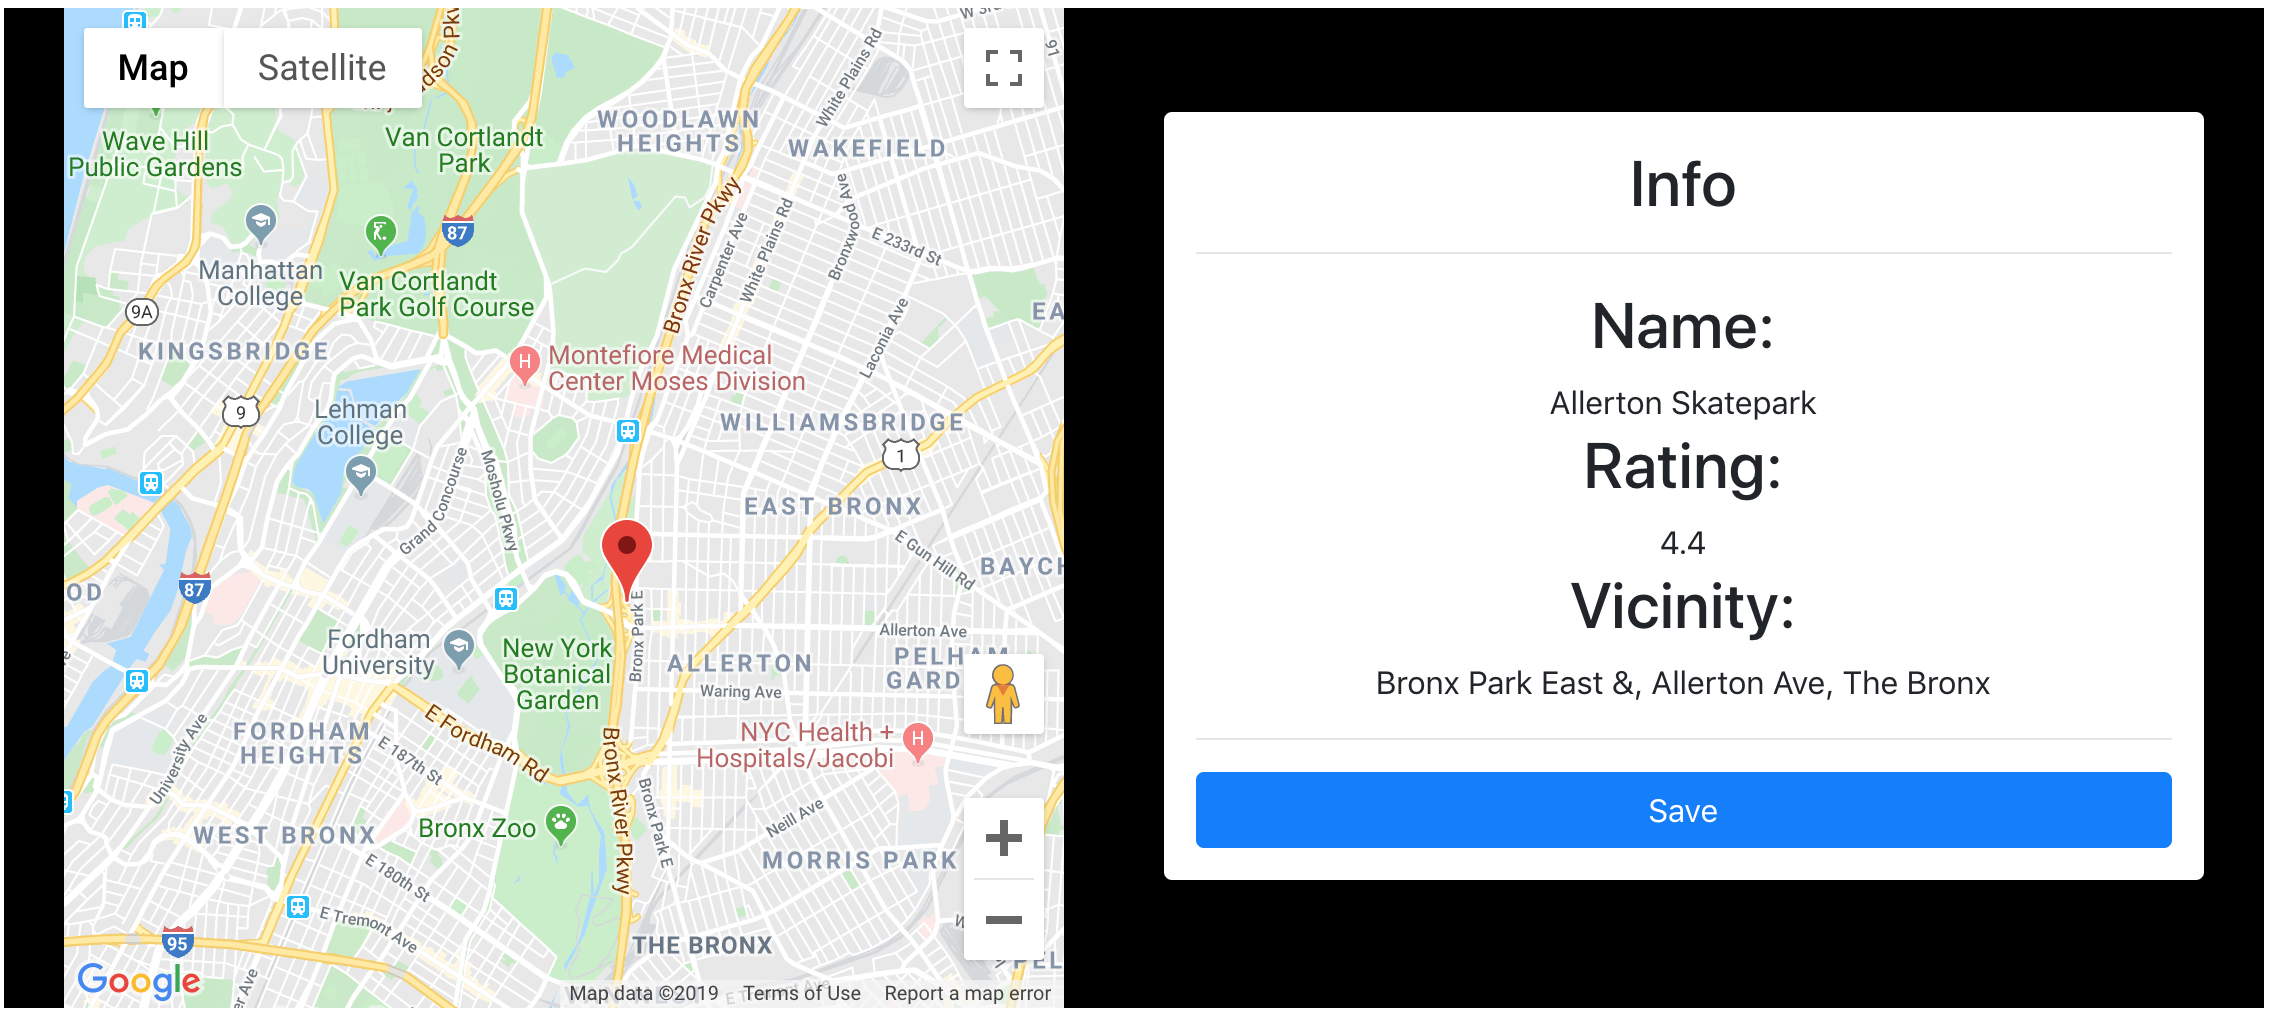 Map
Satellite
Hudson Pkwy
W 3rd
91
White Plains Rd
WOODLAWN
HEIGHTS
WAKEFIELD
Wave Hill
Public Gardens
Van Cortlandt
Park
87
Manhattan
College
Van Cortlandt
Park Golf Course
Bronx River Pkwy
Carpenter Ave
White Plains Rd
Bronxwood Ave
E 233rd St
9A
EA
KINGSBRIDGE
Laconia Ave
H
Montefiore Medical
Center Moses Division
9
Lehman
College
WILLIAMSBRIDGE
1
Grand Concourse
Mosholu Pkwy
EAST BRONX
E Gun Hill Rd
BAYCH
OD
87
Bronx Park E
Fordham
University
New York
Botanical
Garden
Allerton Ave
ALLERTON
PELHAM
GARD
Waring Ave
FORDHAM
HEIGHTS
University Ave
E 187th St
E Fordham Rd
Bronx River Pkwy
NYC Health +
Hospitals/Jacobi
H
Bronx Park E
Neill Ave
Bronx Zoo
WEST BRONX
E 180th St
MORRIS PARK
E Tremont Ave
95
THE BRONX
PEL
Google
Map data ©2019
E Tremont Ave
Terms of Use
Report a map error
Info
Name:
Allerton Skatepark
Rating:
4.4
Vicinity:
Bronx Park East &, Allerton Ave, The Bronx
Save